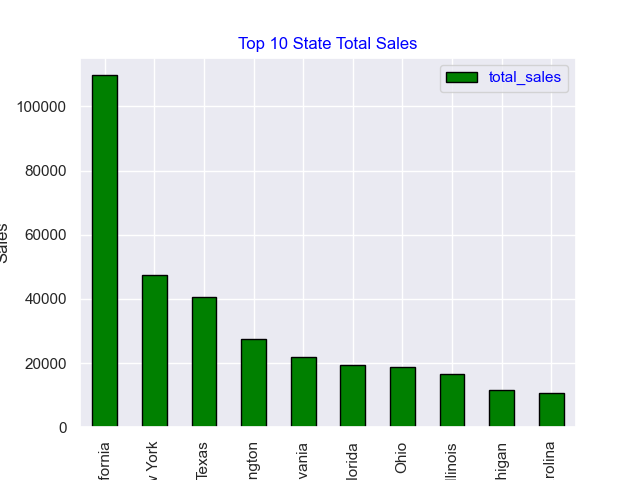 Top 10 State Total Sales
total_sales
100000
80000
60000
40000
20000
0
Sales
fornia
York
Texas
ngton
vania
lorida
Ohio
llinois
higan
rolina